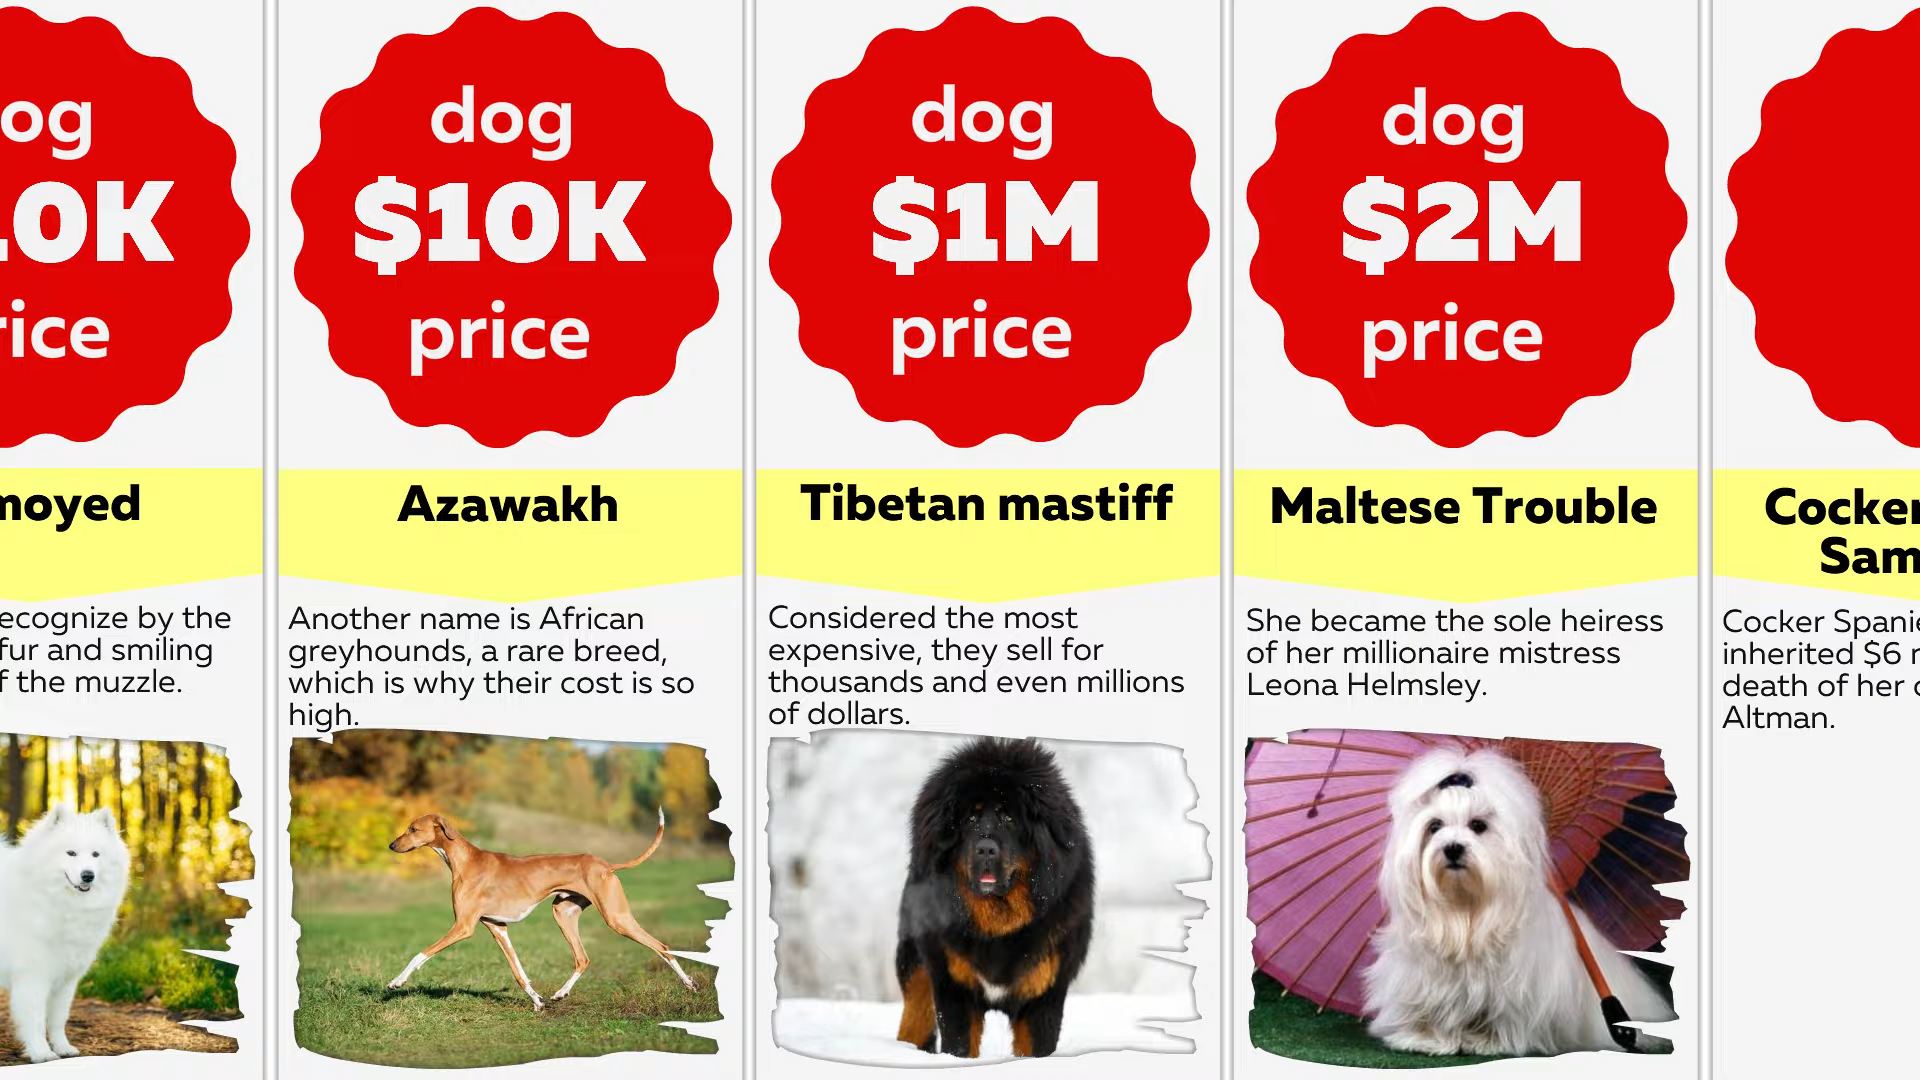 og
10K
rice
moyed
ecognize by the
fur and smiling
f the muzzle.
dog
$10K
price
Azawakh
Another name is African
greyhounds, a rare breed,
which is why their cost is so
high.
dog
$1M
price
Tibetan mastiff
Considered the most
expensive, they sell for
thousands and even millions
of dollars.
dog
$2M
price
Maltese Trouble
She became the sole heiress
of her millionaire mistress
Leona Helmsley.
Cocker
Sam
Cocker Spanie
inherited $6
death of her
Altman.